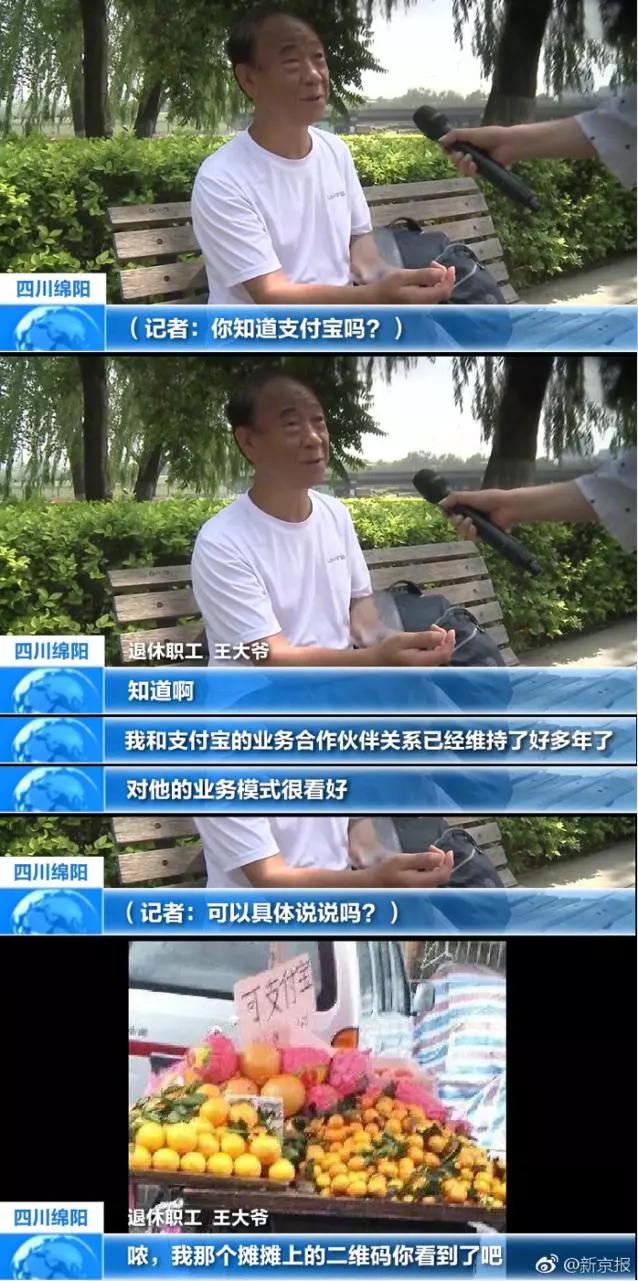 四川绵阳
（记者：你知道支付宝吗？）
四川绵阳
退休职工 王大爷
知道啊
我和支付宝的业务合作伙伴关系已经维持了好多年了
对他的业务模式很看好
四川绵阳
（记者：可以具体说说吗？）
可支付宝
四川绵阳
退休职工 王大爷
哝，我那个摊摊上的二维码你看到了吧
@新京报